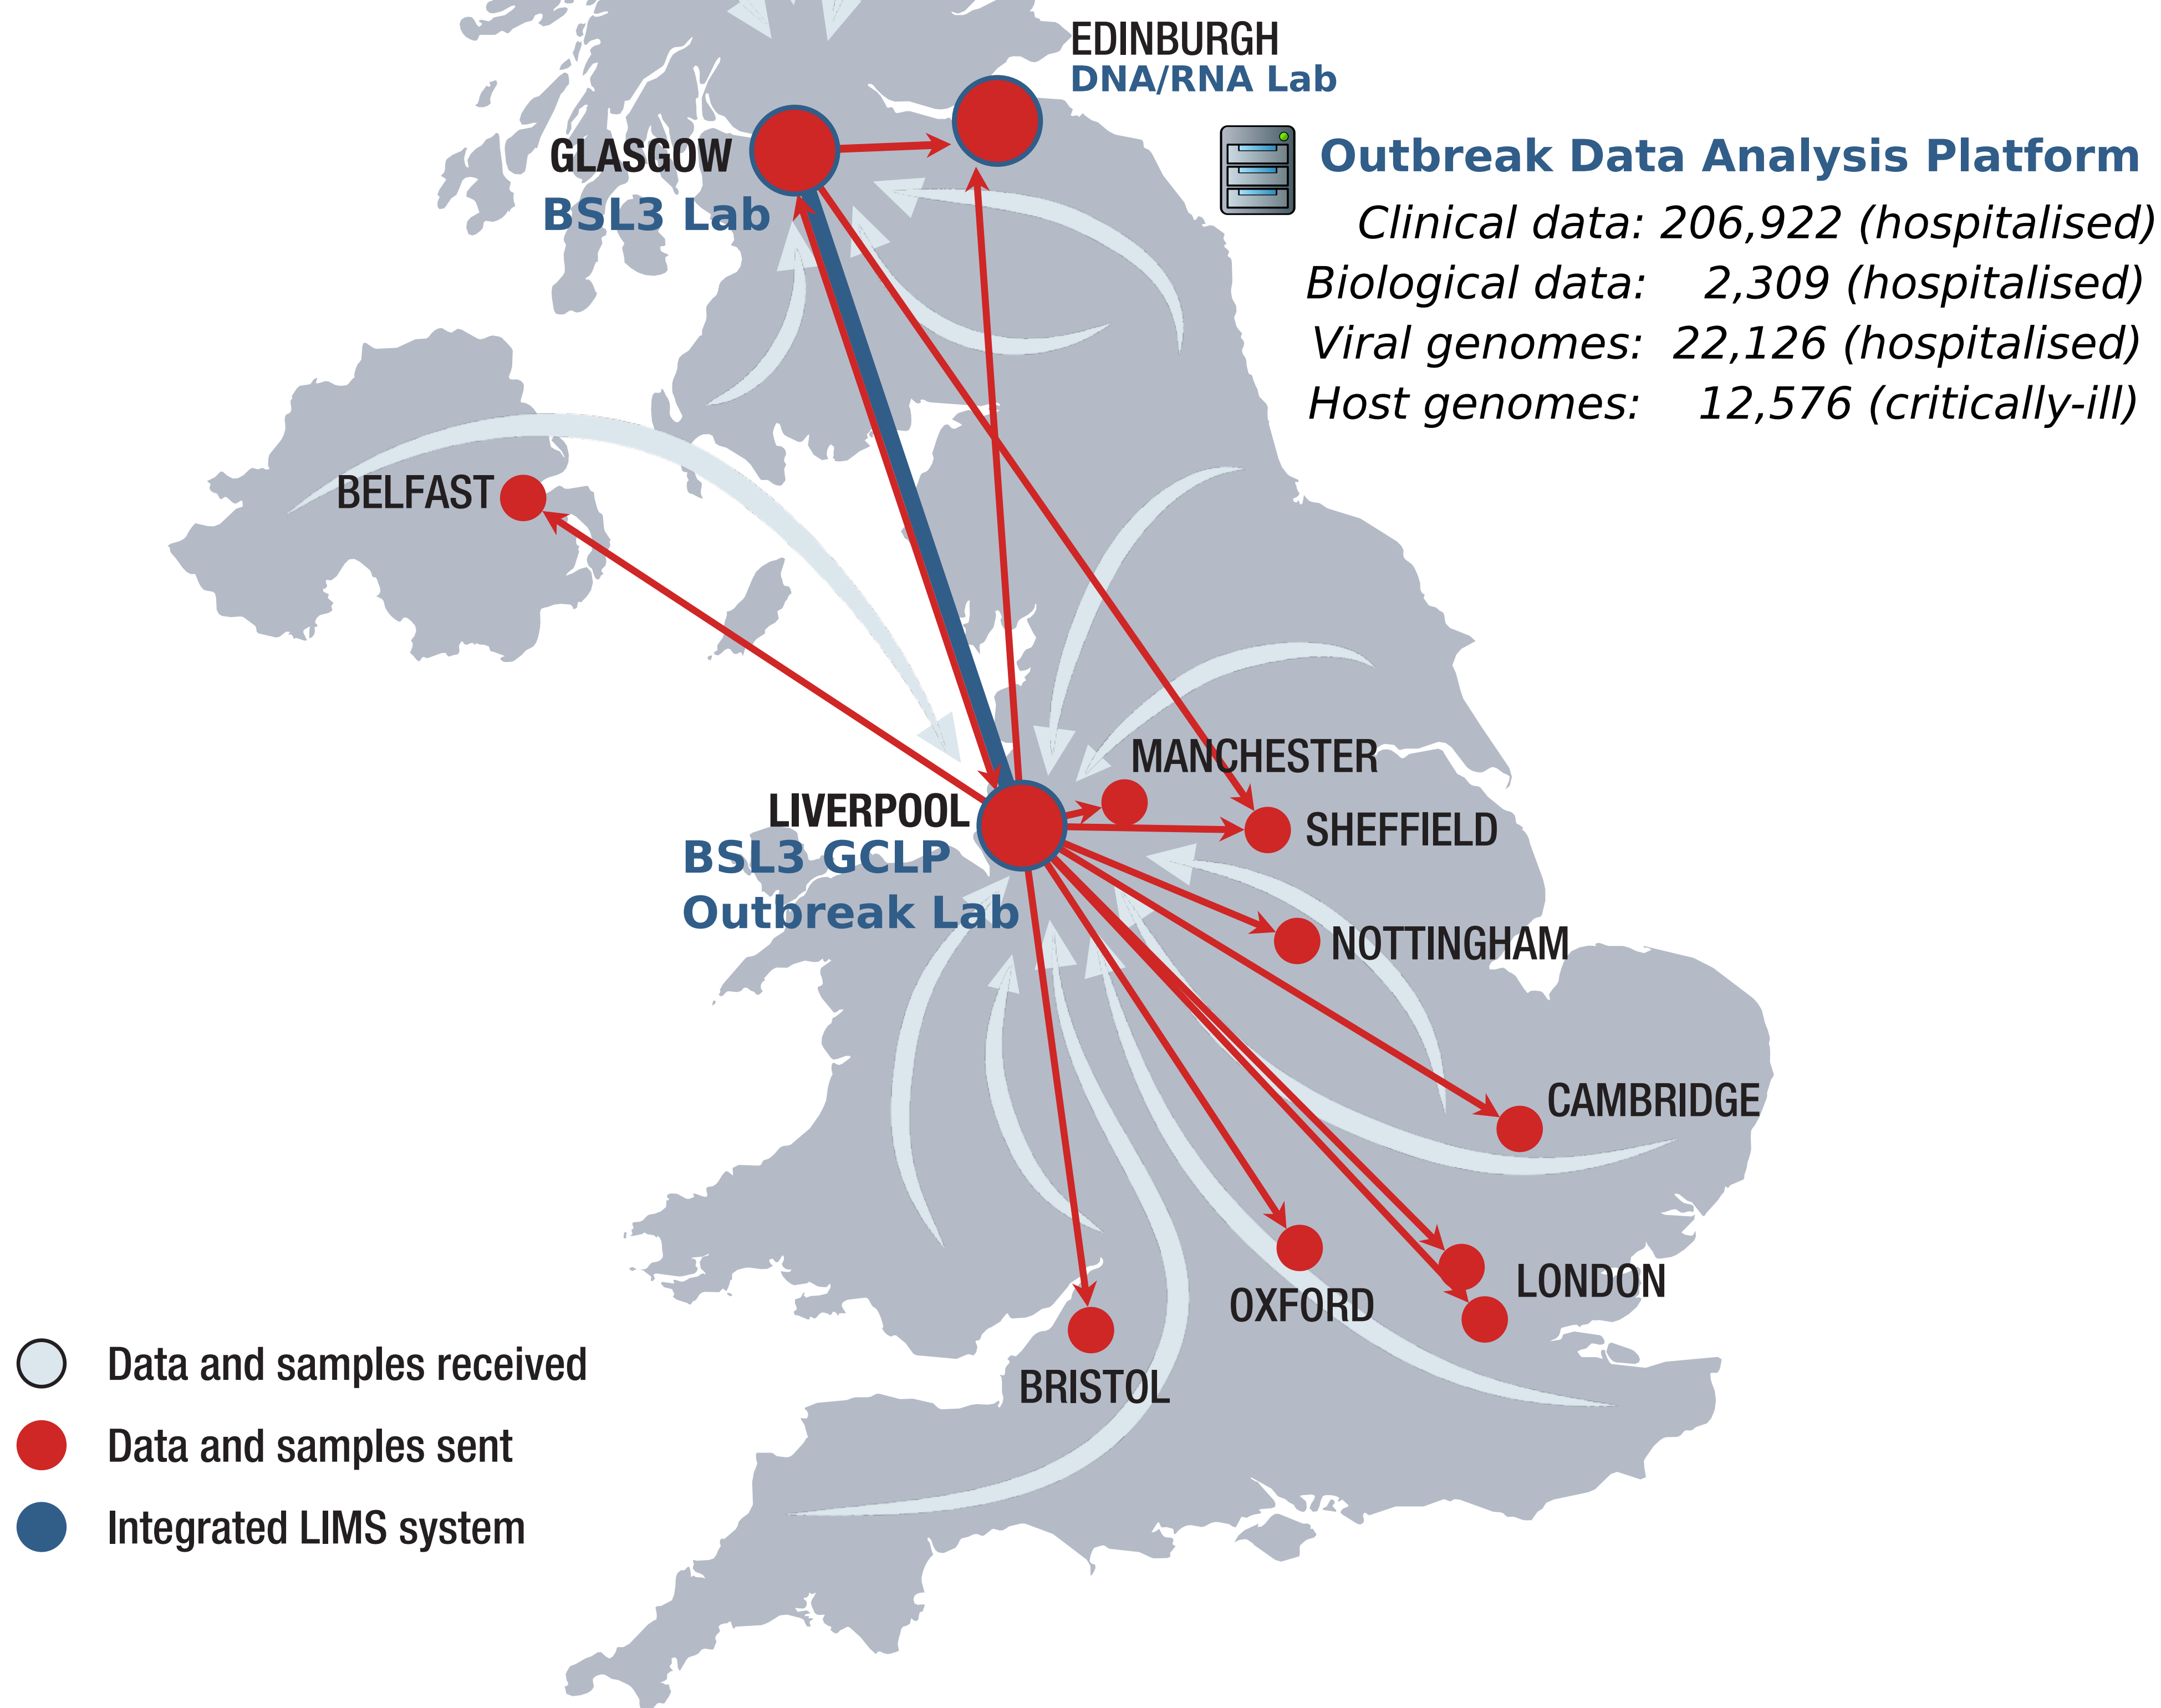 EDINBURGH
DNA/RNA Lab
GLASGOW
BSL3 Lab
Outbreak Data Analysis Platform
Clinical data: 206,922 (hospitalised)
Biological data: 2,309 (hospitalised)
Viral genomes: 22,126 (hospitalised)
Host genomes: 12,576 (critically-ill)
BELFAST
MANCHESTER
LIVERPOOL
BSL3 GCLP
Outbreak Lab
SHEFFIELD
NOTTINGHAM
CAMBRIDGE
LONDON
OXFORD
BRISTOL
Data and samples received
Data and samples sent
Integrated LIMS system